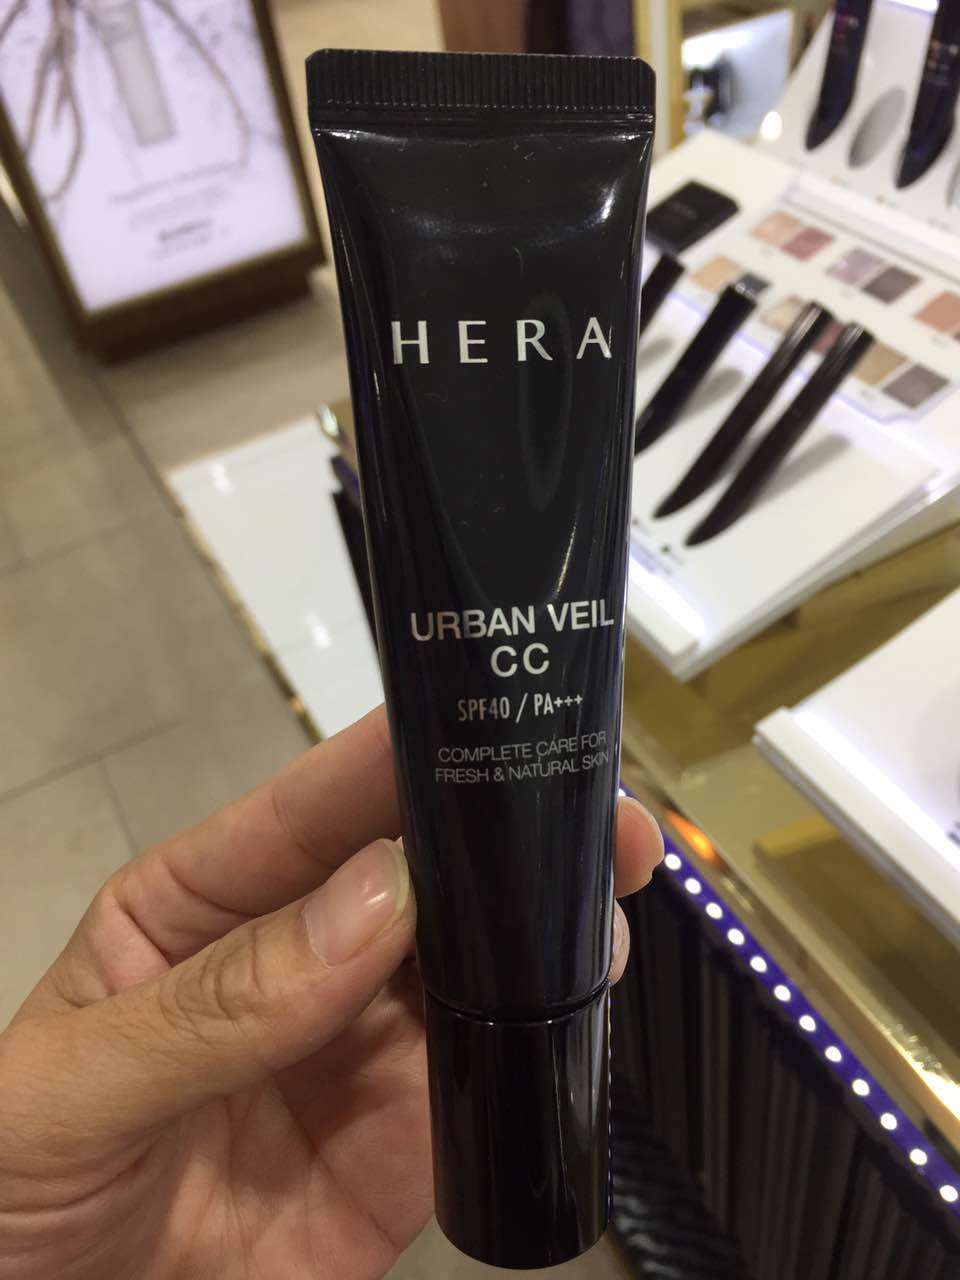 HERA
URBAN VEIL
CC
SPF40 / PA+++
COMPLETE CARE FOR
FRESH & NATURAL SKIN